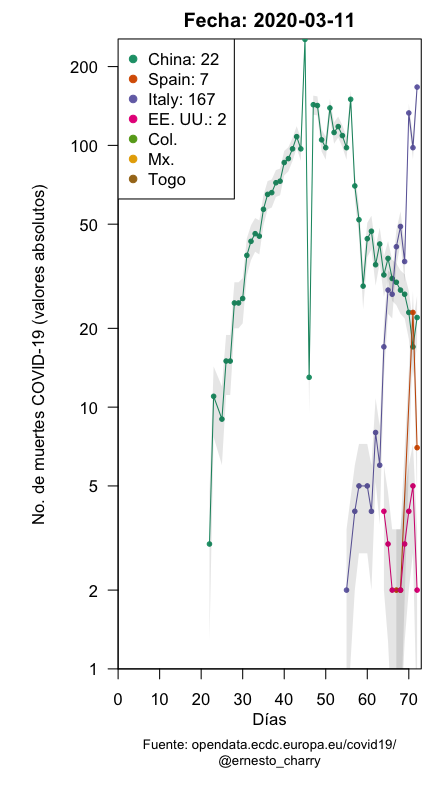 Fecha: 2020-03-11
China: 22
Spain: 7
Italy: 167
EE. UU.: 2
Col.
Mx.
Togo
No. de muertes COVID-19 (valores absolutos)
200
100
50
20
10
5
2
1
0 10 20 30 40 50 60 70
Días
Fuente: opendata.ecdc.europa.eu/covid19/
@ernesto_charry